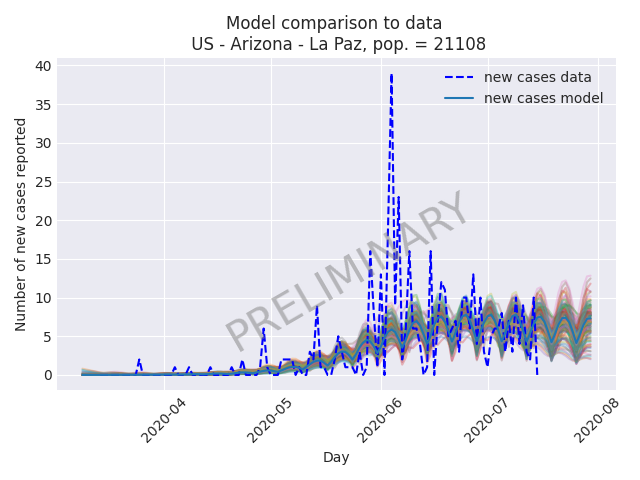 Model comparison to data
US - Arizona - La Paz, pop. = 21108
40
35
30
25
20
15
10
5
0
Number of new cases reported
new cases data
new cases model
PRELIMINARY
2020-04
2020-05
2020-06
2020-07
2020-08
Day